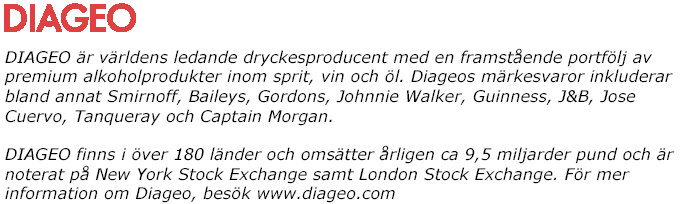 DIAGEO
DIAGEO är världens ledande dryckesproducent med en framstående portfölj av
premium alkoholprodukter inom sprit, vin och öl. Diageos märkesvaror inkluderar
bland annat Smirnoff, Baileys, Gordons, Johnnie Walker, Guinness, J&B, Jose
Cuervo, Tanqueray och Captain Morgan.
DIAGEO finns i över 180 länder och omsätter årligen ca 9,5 miljarder pund och är
noterat på New York Stock Exchange samt London Stock Exchange. För mer
information om Diageo, besök www.diageo.com